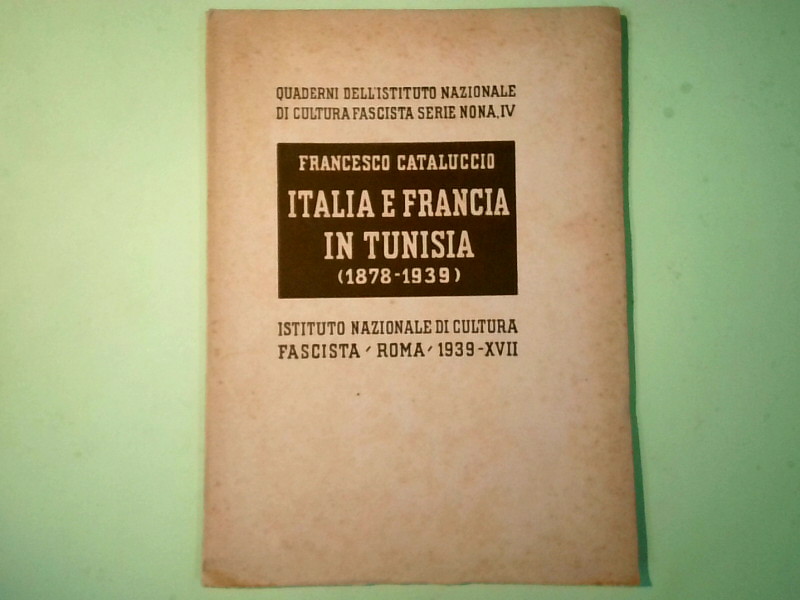 QUADERNI DELL'ISTITUTO NAZIONALE
DI CULTURA FASCISTA SERIE NONA, IV
FRANCESCO CATALUCCIO
ITALIA E FRANCIA
IN TUNISIA
(1878-1939)
ISTITUTO NAZIONALE DI CULTURA
FASCISTA / ROMA / 1939-XVII